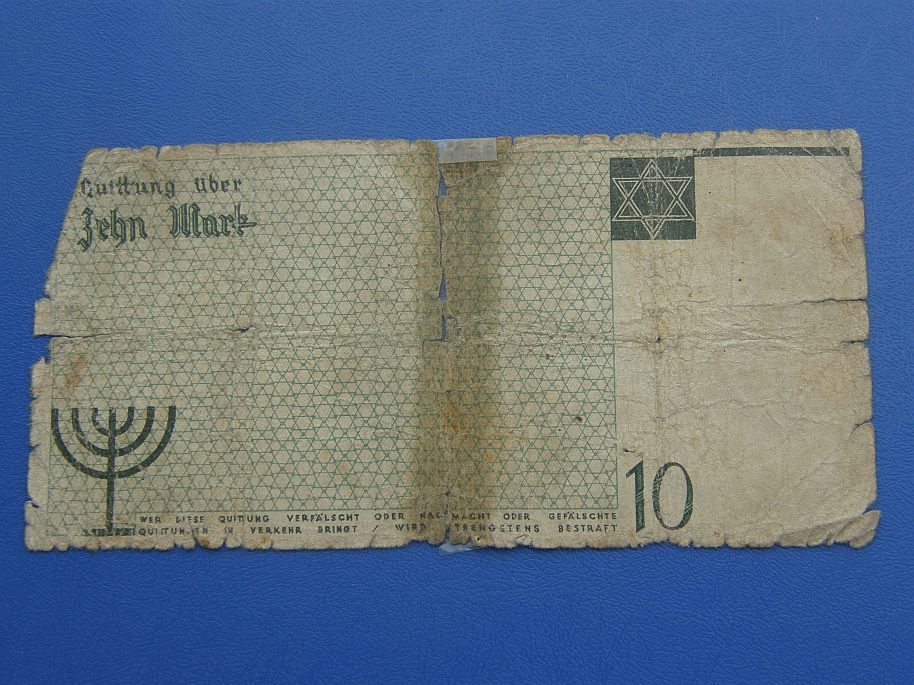 Quittung über
Zehn Mark
10
WER DIESE QUITTUNG VERFÄLSCHT ODER NACHMACHT ODER GEFÄLSCHTE
QUITTUNGEN IN VERKEHR BRINGT / WIRD STRENGSTENS BESTRAFT